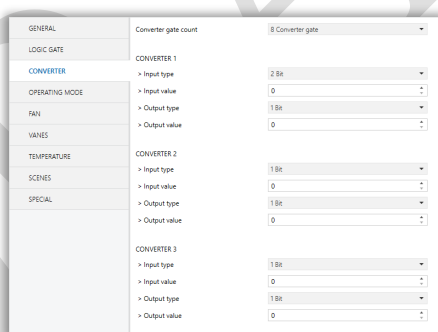 GENERAL
LOGIC GATE
CONVERTER
OPERATING MODE
FAN
VANES
TEMPERATURE
SCENES
SPECIAL
Converter gate count 8 Converter gate
CONVERTER 1
> Input type 2 Bit
> Input value 0
> Output type 1 Bit
> Output value 0
CONVERTER 2
> Input type 1 Bit
> Input value 0
> Output type 1 Bit
> Output value 0
CONVERTER 3
> Input type 1 Bit
> Input value 0
> Output type 1 Bit
> Output value 0